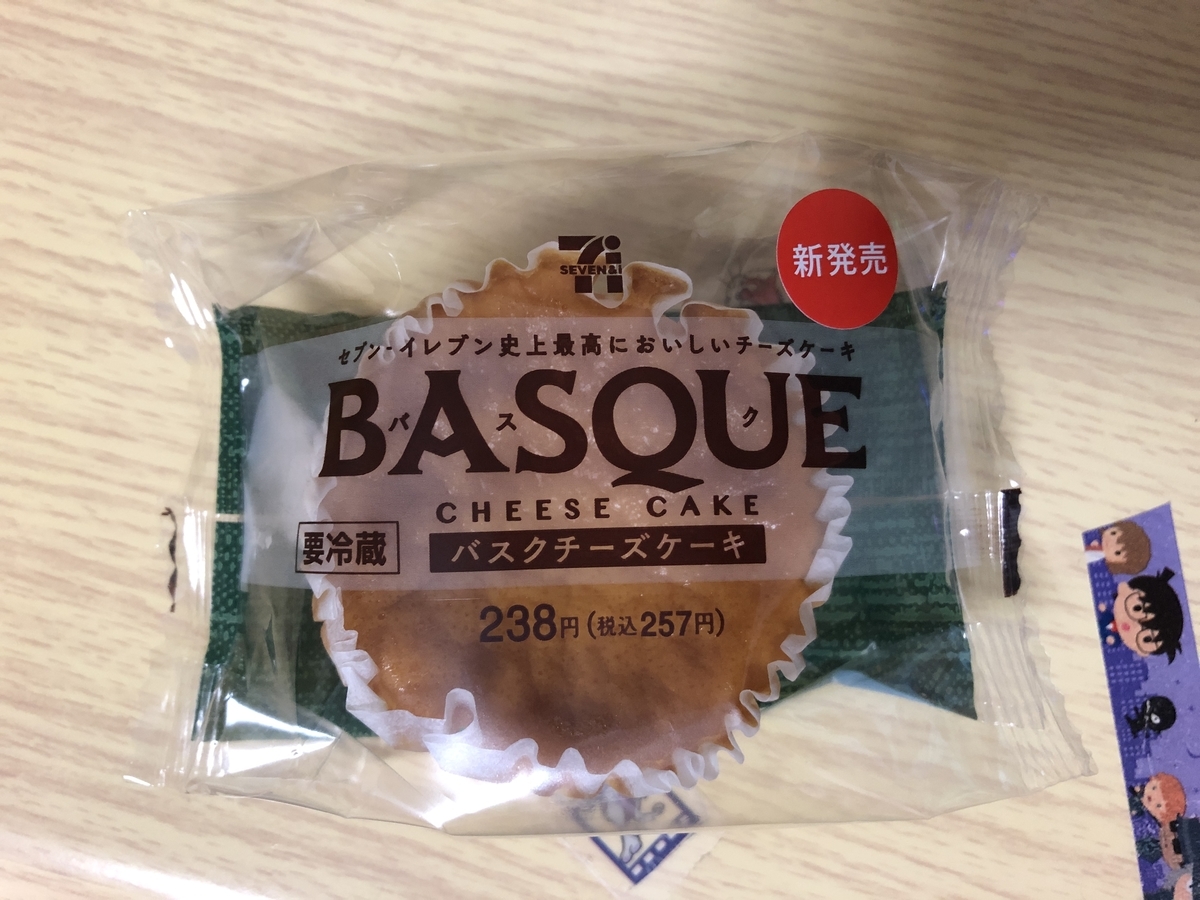 7i
SEVEN&i
新発売
セブン-イレブン史上最高においしいチーズケーキ
BASQUE
バスク
CHEESE CAKE
要冷蔵
バスクチーズケーキ
238円(税込257円)